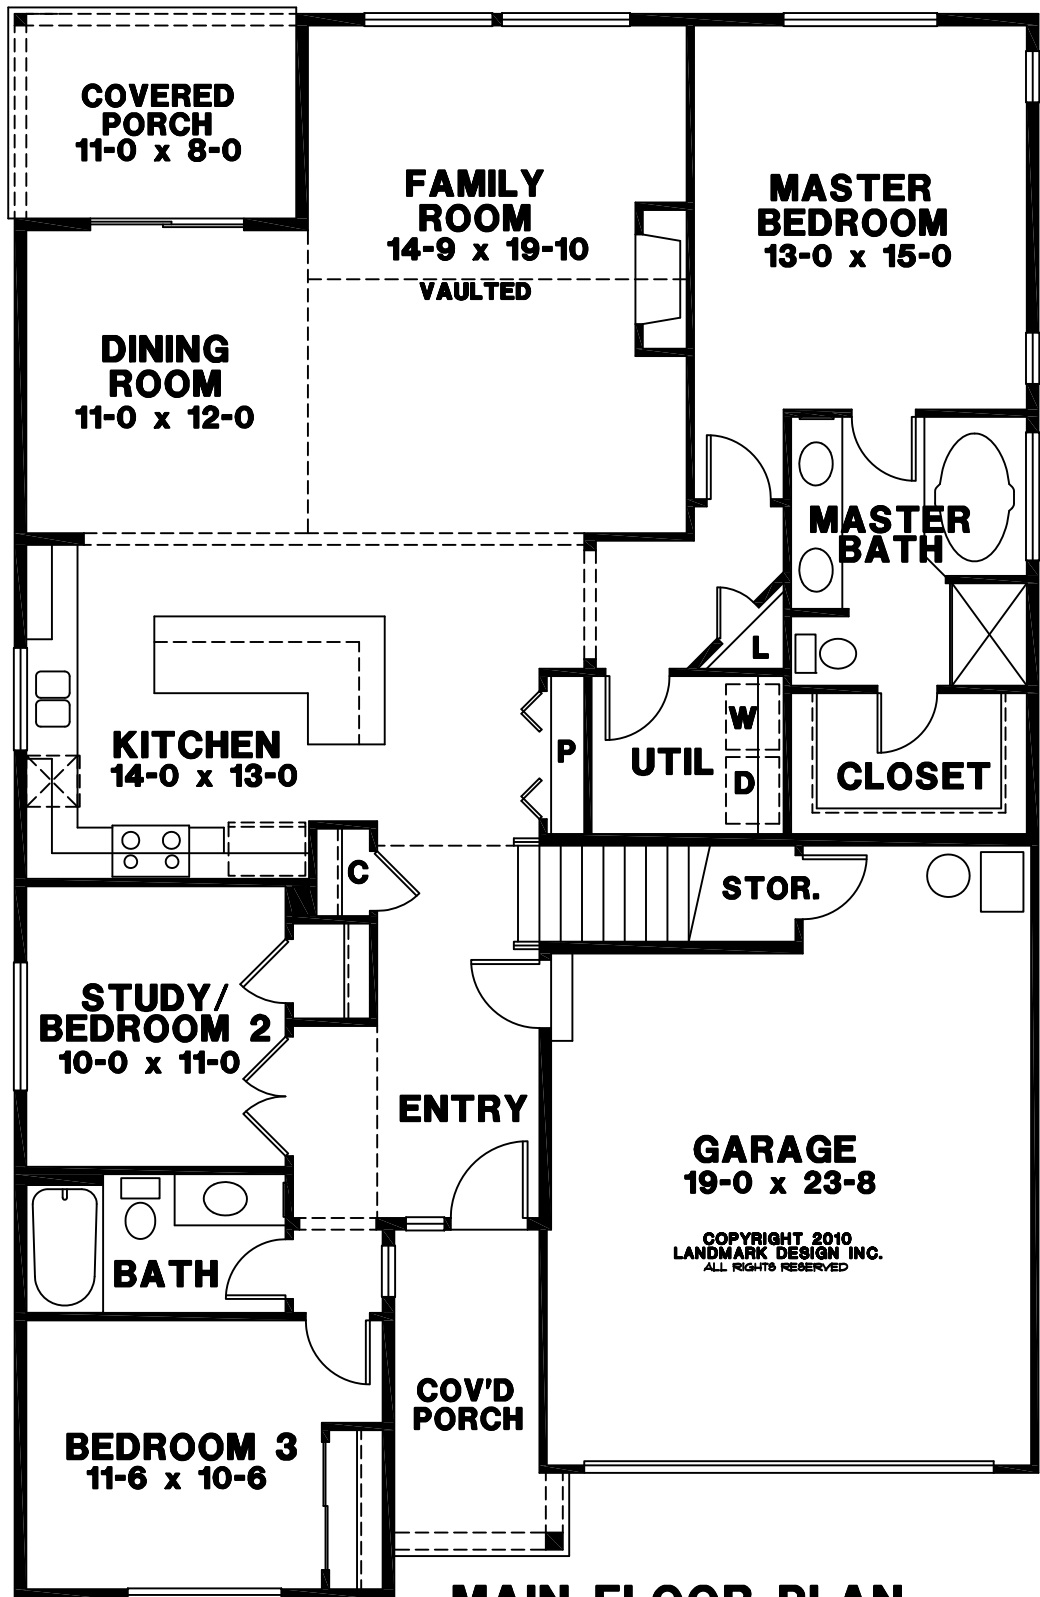 COVERED
PORCH
11-0 x 8-0
FAMILY
ROOM
14-9 x 19-10
VAULTED
MASTER
BEDROOM
13-0 x 15-0
DINING
ROOM
11-0 x 12-0
MASTER
BATH
L
W
D
P
UTIL
CLOSET
KITCHEN
14-0 x 13-0
C
STOR.
STUDY/
BEDROOM 2
10-0 x 11-0
ENTRY
GARAGE
19-0 x 23-8
COPYRIGHT 2010
LANDMARK DESIGN INC.
ALL RIGHTS RESERVED
BATH
COV'D
PORCH
BEDROOM 3
11-6 x 10-6
MAIN FLOOR PLAN